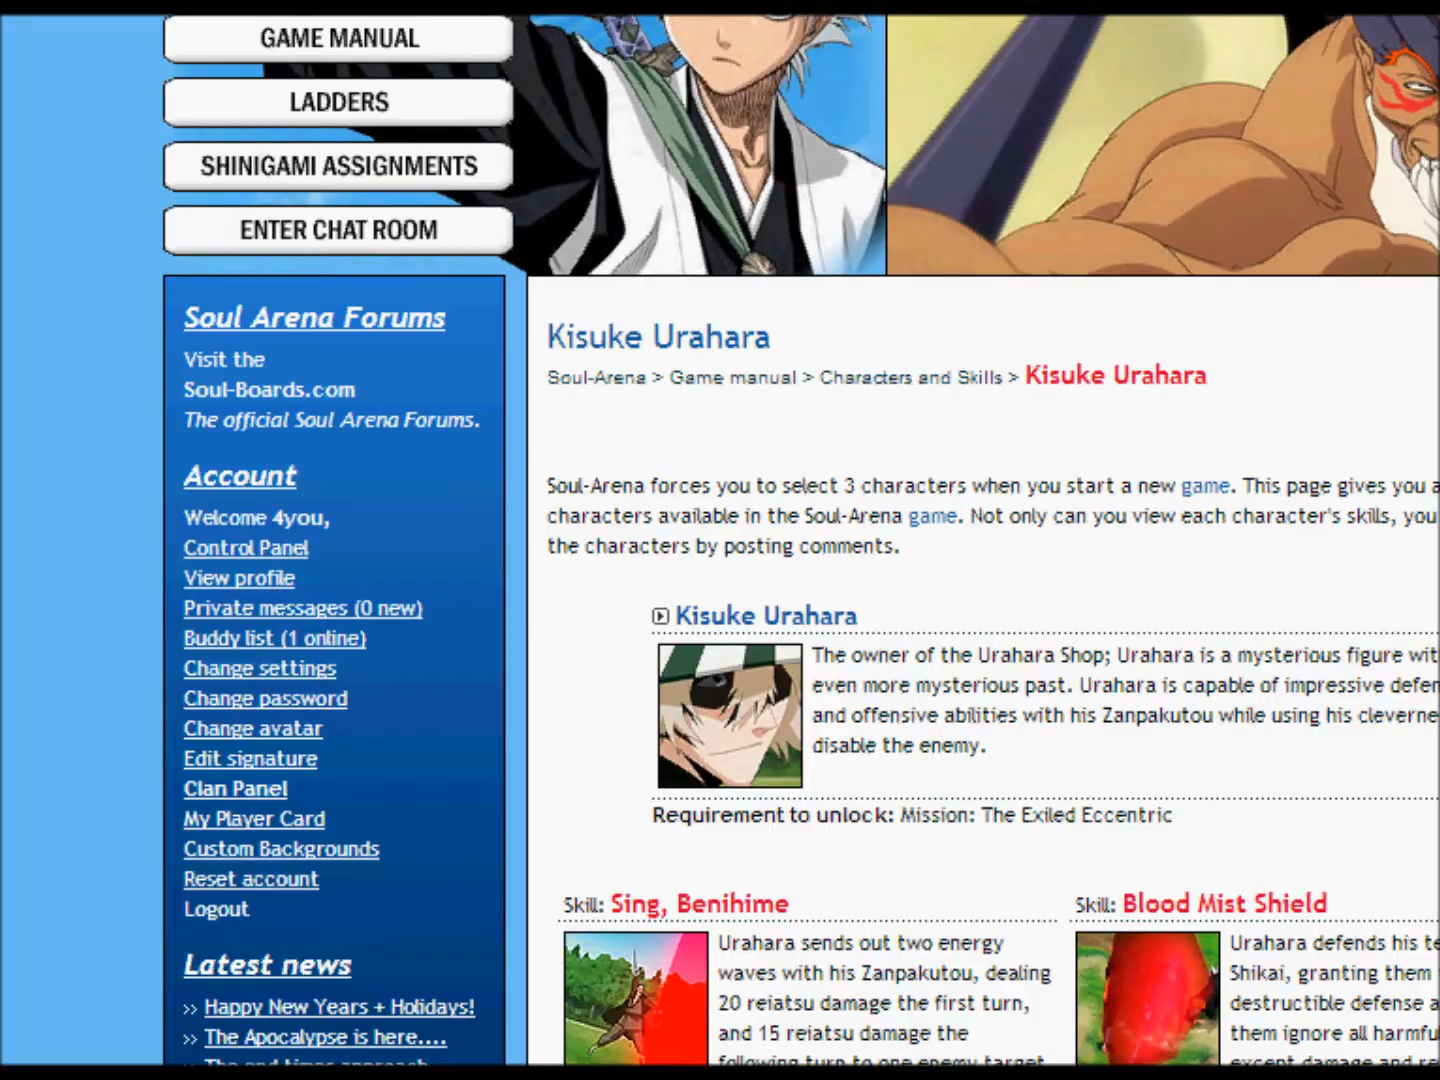 GAME MANUAL
LADDERS
SHINIGAMI ASSIGNMENTS
ENTER CHAT ROOM
Soul Arena Forums
Visit the
Soul-Boards.com
The official Soul Arena Forums.
Account
Welcome 4you,
Control Panel
View profile
Private messages (0 new)
Buddy list (1 online)
Change settings
Change password
Change avatar
Edit signature
Clan Panel
My Player Card
Custom Backgrounds
Reset account
Logout
Latest news
>> Happy New Years + Holidays!
>> The Apocalypse is here....
>> The end times approach
Kisuke Urahara
Soul-Arena > Game manual > Characters and Skills > Kisuke Urahara
Soul-Arena forces you to select 3 characters when you start a new game. This page gives you a
characters available in the Soul-Arena game. Not only can you view each character's skills, you
the characters by posting comments.
Kisuke Urahara
The owner of the Urahara Shop; Urahara is a mysterious figure wit
even more mysterious past. Urahara is capable of impressive defen
and offensive abilities with his Zanpakutou while using his cleverne
disable the enemy.
Requirement to unlock: Mission: The Exiled Eccentric
Skill: Sing, Benihime
Urahara sends out two energy
waves with his Zanpakutou, dealing
20 reiatsu damage the first turn,
and 15 reiatsu damage the
following turn to one enemy target
Skill: Blood Mist Shield
Urahara defends his te
Shikai, granting them
destructible defense a
them ignore all harmfu
except damage and re